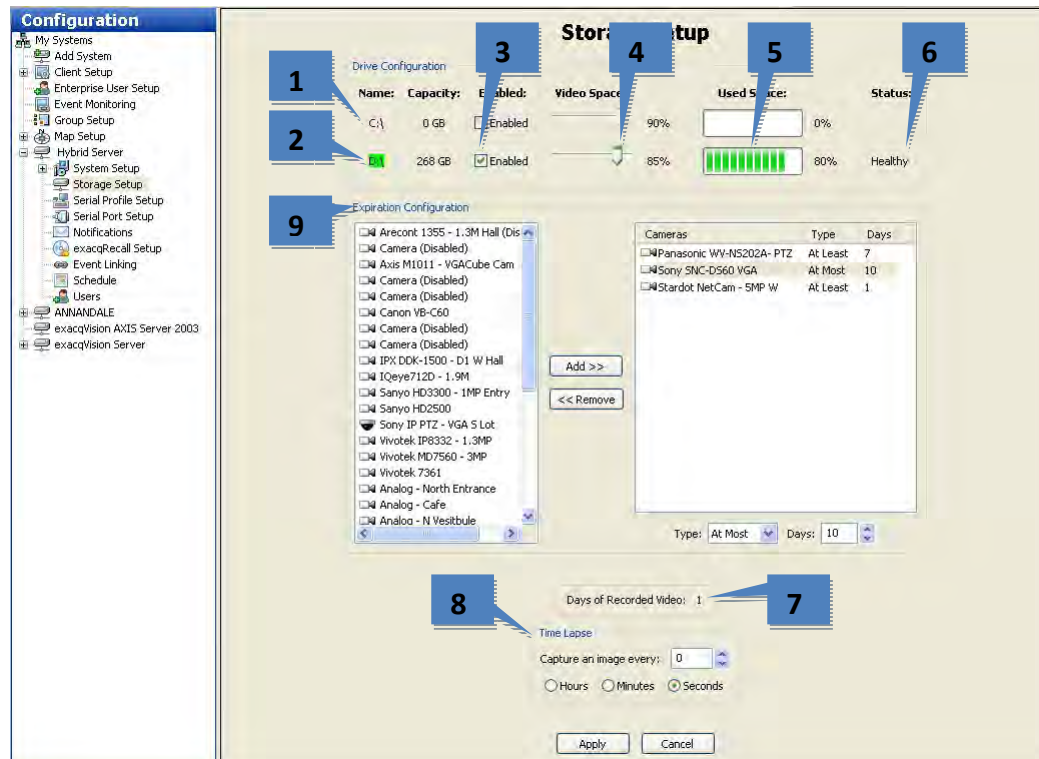 Configuration
My Systems
Add System
Client Setup
Enterprise User Setup
Event Monitoring
Group Setup
Map Setup
Hybrid Server
System Setup
Storage Setup
Serial Profile Setup
Serial Port Setup
Notifications
exacqRecall Setup
Event Linking
Schedule
Users
ANNANDALE
exacqVision AXIS Server 2003
exacqVision Server
3 4 5 6
Drive Configuration
1
Name: Capacity: Video Space Status:
C:\ 0 GB Enabled 90% 0%
2
D:\ 268 GB Enabled 85% 80% Healthy
9
Expiration Configuration
Arecont 1355 - 1.3M Hall (Dis
Camera (Disabled)
Axis M1011 - VGACube Cam
Camera (Disabled)
Camera (Disabled)
Canon VB-C60
Camera (Disabled)
Camera (Disabled)
IPX DDK-1500 - D1 W Hall
IQeye712D - 1.9M
Sanyo HD3300 - 1MP Entry
Sanyo HD2500
Sony IP PTZ - VGA S Lot
Vivotek IP8332 - 1.3MP
Vivotek MD7560 - 3MP
Vivotek 7361
Analog - North Entrance
Analog - Cafe
Analog - N Vesitbule
Add >>
<< Remove
Cameras Type Days
Panasonic WV-NS202A- PTZ At Least 7
Sony SNC-DS60 VGA At Most 10
Stardot NetCam - 5MP W At Least 1
Type: At Most Days: 10
8
Days of Recorded Video: 1
7
Time Lapse
Capture an image every: 0
Hours Minutes Seconds
Apply Cancel